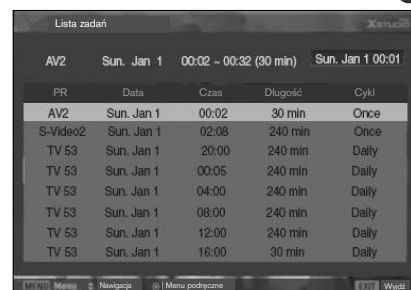 Lista zadań
XSTUDIO
AV2 Sun. Jan 1 00:02 ~ 00:32 (30 min) Sun. Jan 1 00:01
PR Data Czas Długość Cykl
AV2 Sun. Jan 1 00:02 30 min Once
S-Video2 Sun. Jan 1 02:08 240 min Once
TV 53 Sun. Jan 1 20:00 240 min Daily
TV 53 Sun. Jan 1 00:05 240 min Daily
TV 53 Sun. Jan 1 04:00 240 min Daily
TV 53 Sun. Jan 1 08:00 240 min Daily
TV 53 Sun. Jan 1 12:00 240 min Daily
TV 53 Sun. Jan 1 16:00 30 min Daily
MENU Menu Nawigacja Menu podręczne EXIT Wyjdź